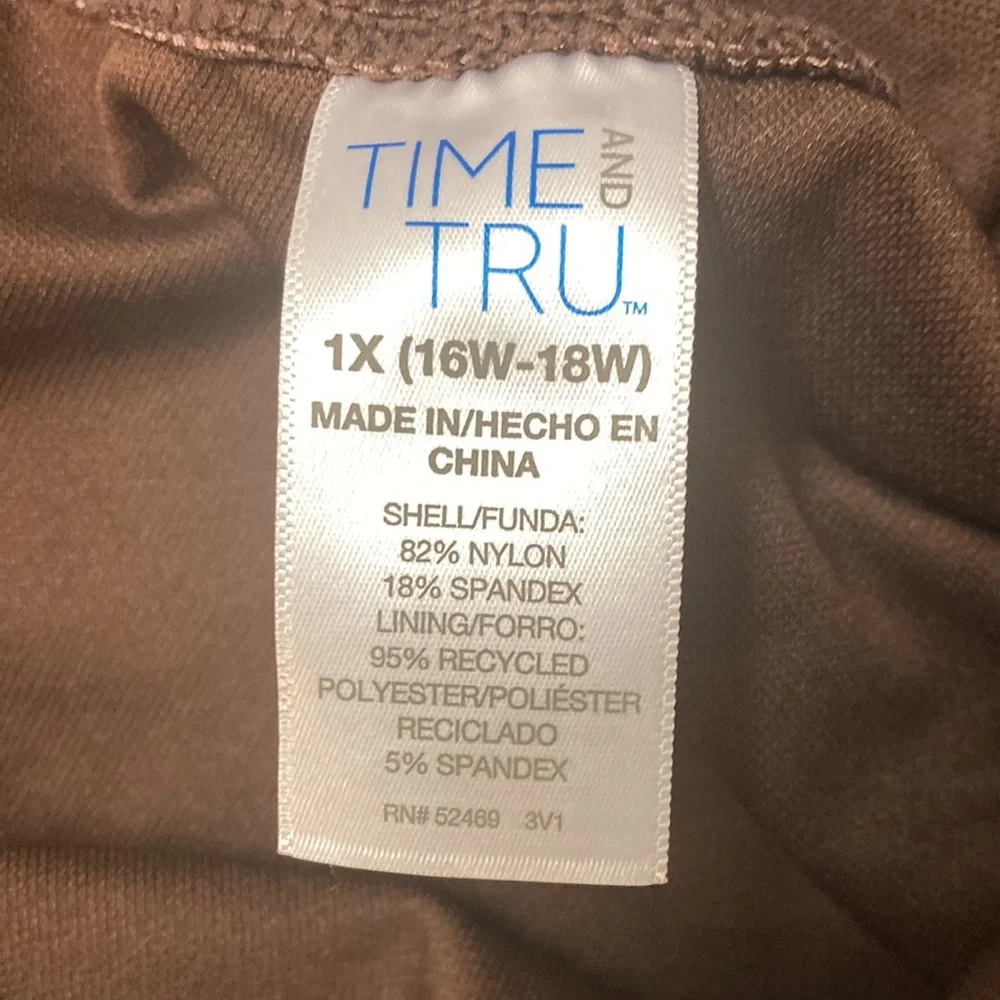 TIME AND
TRU™
1X (16W-18W)
MADE IN/HECHO EN
CHINA
SHELL/FUNDA:
82% NYLON
18% SPANDEX
LINING/FORRO:
95% RECYCLED
POLYESTER/POLIÉSTER
RECICLADO
5% SPANDEX
RN# 52469 3V1